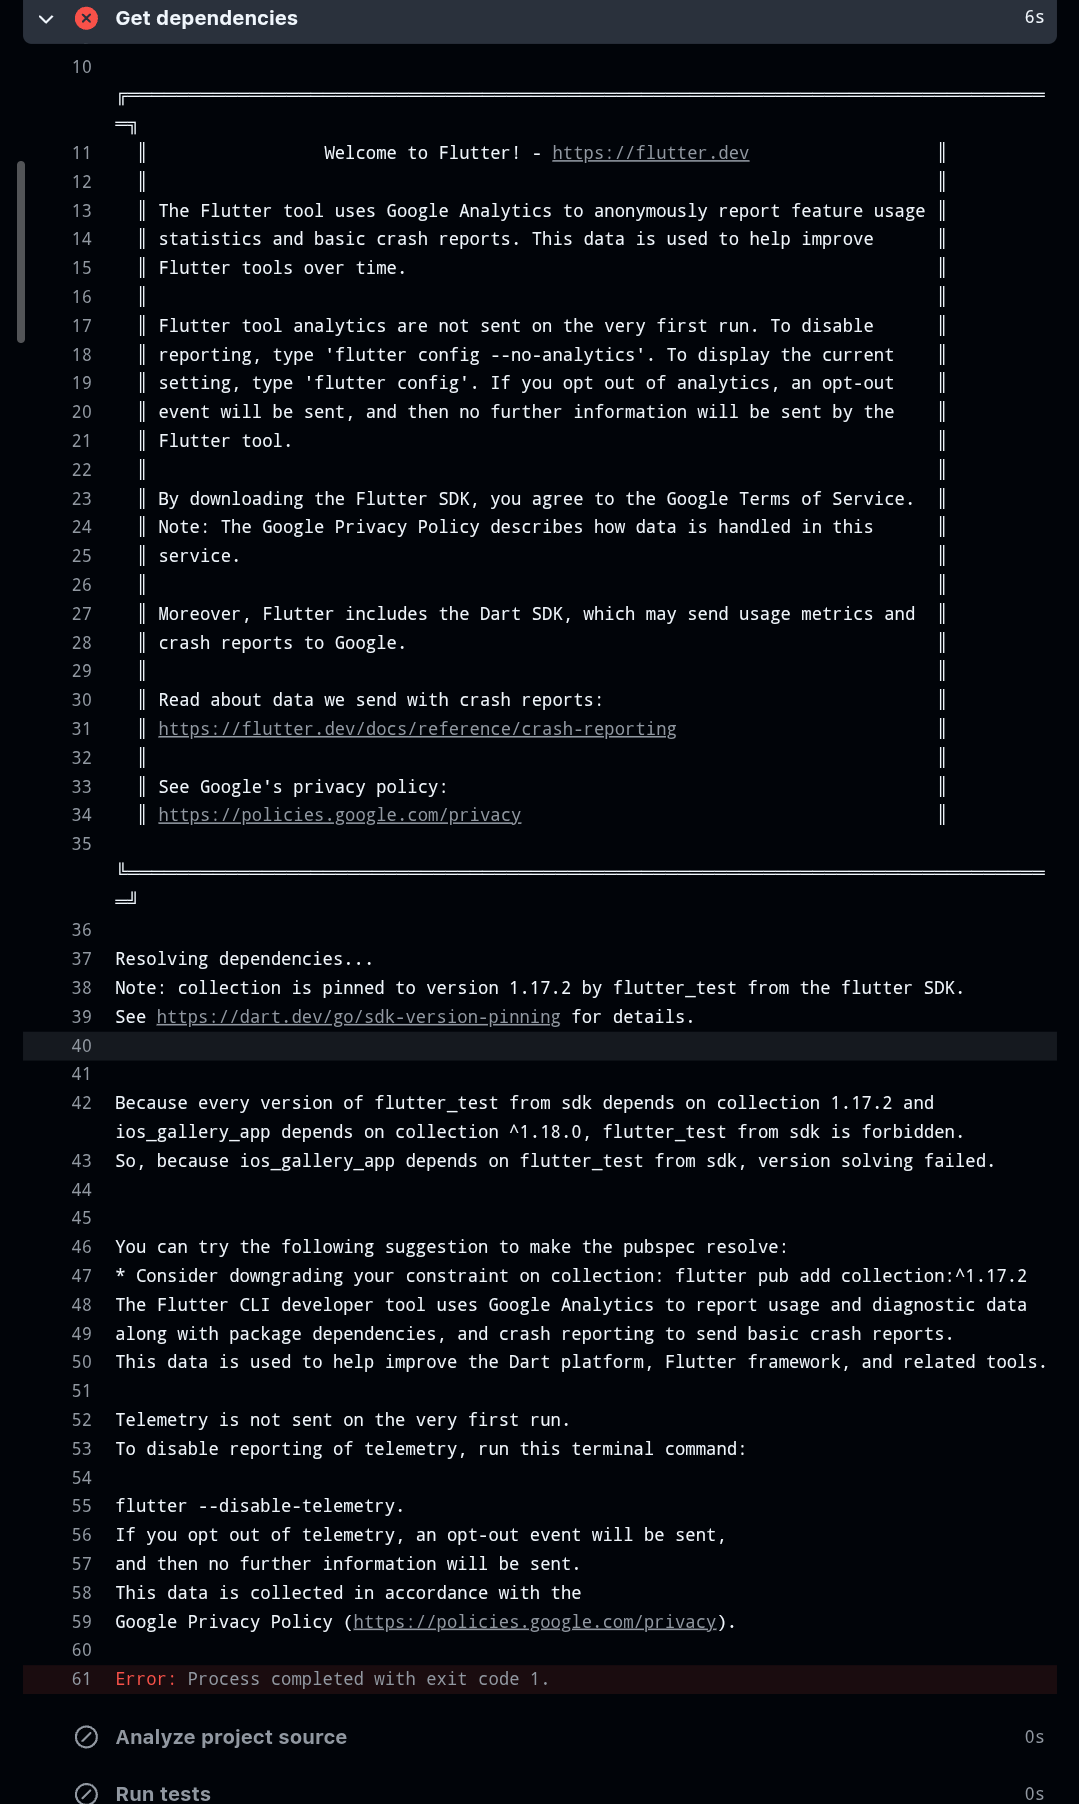 Get dependencies 6s
10
11 ║ Welcome to Flutter! - https://flutter.dev ║
12 ║ ║
13 ║ The Flutter tool uses Google Analytics to anonymously report feature usage ║
14 ║ statistics and basic crash reports. This data is used to help improve ║
15 ║ Flutter tools over time. ║
16 ║ ║
17 ║ Flutter tool analytics are not sent on the very first run. To disable ║
18 ║ reporting, type 'flutter config --no-analytics'. To display the current ║
19 ║ setting, type 'flutter config'. If you opt out of analytics, an opt-out ║
20 ║ event will be sent, and then no further information will be sent by the ║
21 ║ Flutter tool. ║
22 ║ ║
23 ║ By downloading the Flutter SDK, you agree to the Google Terms of Service. ║
24 ║ Note: The Google Privacy Policy describes how data is handled in this ║
25 ║ service. ║
26 ║ ║
27 ║ Moreover, Flutter includes the Dart SDK, which may send usage metrics and ║
28 ║ crash reports to Google. ║
29 ║ ║
30 ║ Read about data we send with crash reports: ║
31 ║ https://flutter.dev/docs/reference/crash-reporting ║
32 ║ ║
33 ║ See Google's privacy policy: ║
34 ║ https://policies.google.com/privacy ║
35
36
37 Resolving dependencies...
38 Note: collection is pinned to version 1.17.2 by flutter_test from the flutter SDK.
39 See https://dart.dev/go/sdk-version-pinning for details.
40
41
42 Because every version of flutter_test from sdk depends on collection 1.17.2 and
ios_gallery_app depends on collection ^1.18.0, flutter_test from sdk is forbidden.
43 So, because ios_gallery_app depends on flutter_test from sdk, version solving failed.
44
45
46 You can try the following suggestion to make the pubspec resolve:
47 * Consider downgrading your constraint on collection: flutter pub add collection:^1.17.2
48 The Flutter CLI developer tool uses Google Analytics to report usage and diagnostic data
49 along with package dependencies, and crash reporting to send basic crash reports.
50 This data is used to help improve the Dart platform, Flutter framework, and related tools.
51
52 Telemetry is not sent on the very first run.
53 To disable reporting of telemetry, run this terminal command:
54
55 flutter --disable-telemetry.
56 If you opt out of telemetry, an opt-out event will be sent,
57 and then no further information will be sent.
58 This data is collected in accordance with the
59 Google Privacy Policy (https://policies.google.com/privacy).
60
61 Error: Process completed with exit code 1.
Analyze project source 0s
Run tests 0s